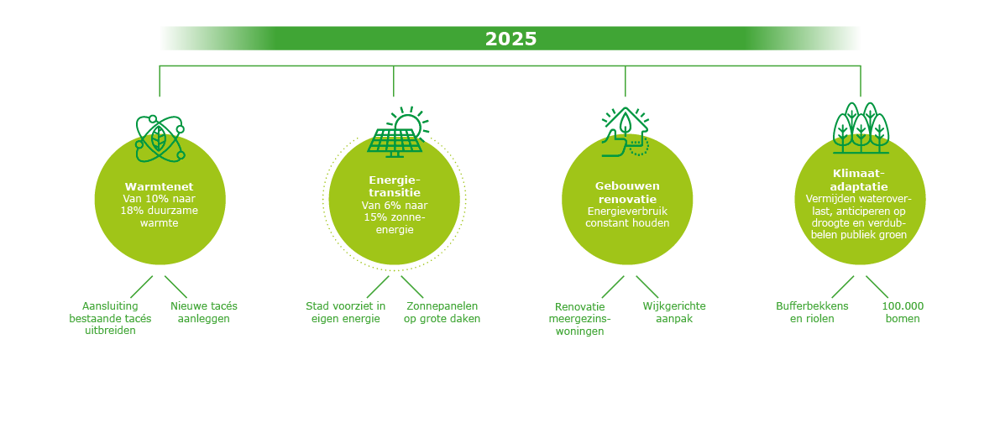 2025
Warmtenet
Van 10% naar
18% duurzame
warmte
Energie-
transitie
Van 6% naar
15% zonne-
energie
Gebouwen
renovatie
Energieverbruik
constant houden
Klimaat-
adaptatie
Vermijden waterover-
last, anticiperen op
droogte en verdub-
belen publiek groen
Aansluiting
bestaande tacés
uitbreiden
Nieuwe tacés
aanleggen
Stad voorziet in
eigen energie
Zonnepanelen
op grote daken
Renovatie
meergezins-
woningen
Wijkgerichte
aanpak
Bufferbekkens
en riolen
100.000
bomen